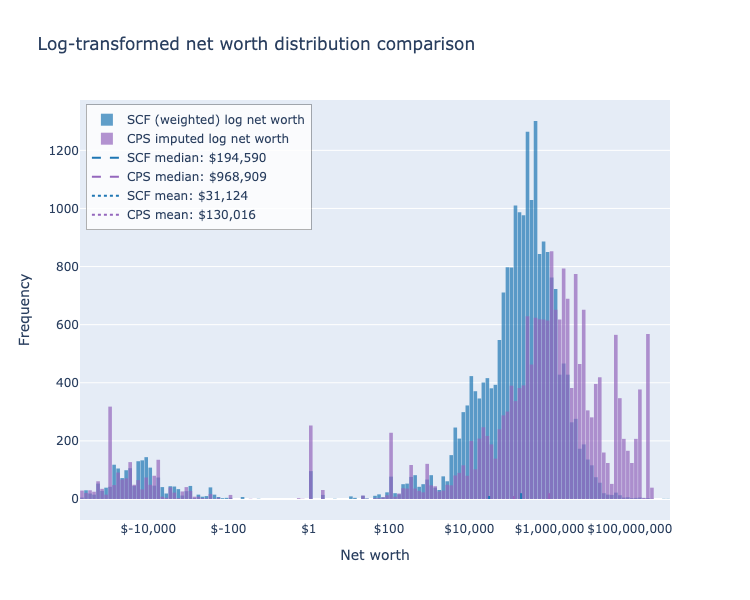 Log-transformed net worth distribution comparison
SCF (weighted) log net worth
CPS imputed log net worth
SCF median: $194,590
CPS median: $968,909
SCF mean: $31,124
CPS mean: $130,016
1200
1000
800
600
400
200
0
Frequency
$-10,000 $-100 $1 $100 $10,000 $1,000,000 $100,000,000
Net worth